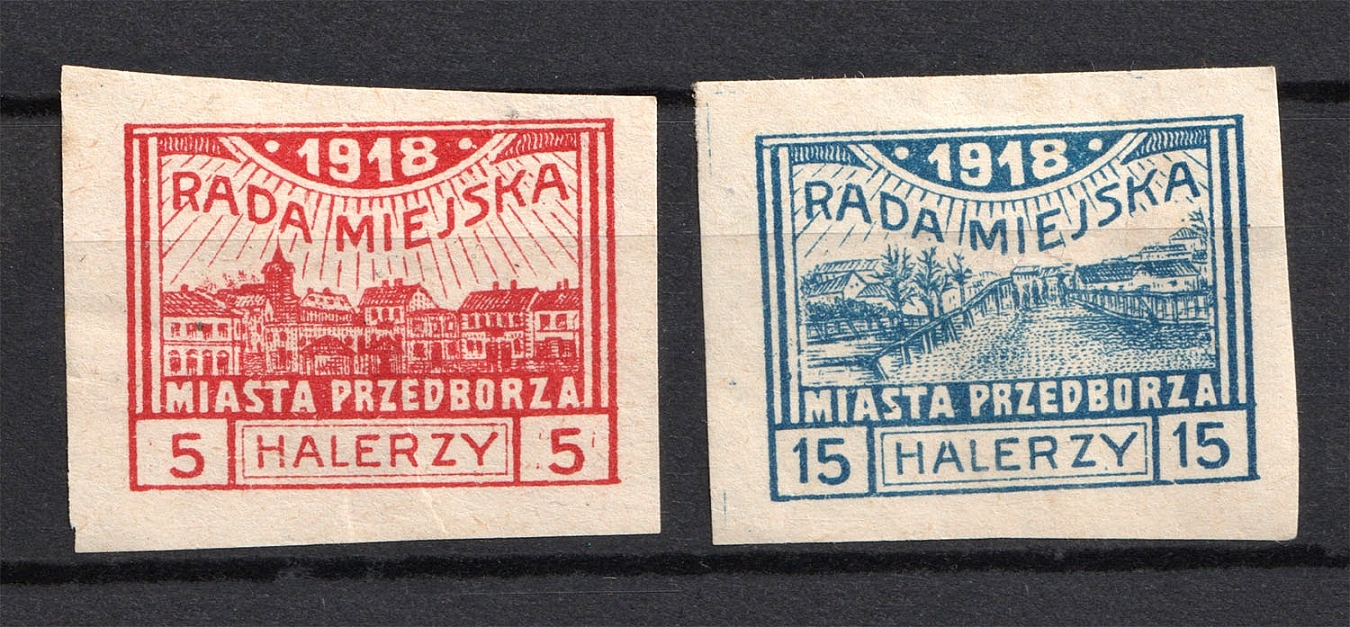 1918
RADA MIEJSKA
MIASTA PRZEDBORZA
5 HALERZY 5
1918
RADA MIEJSKA
MIASTA PRZEDBORZA
15 HALERZY 15